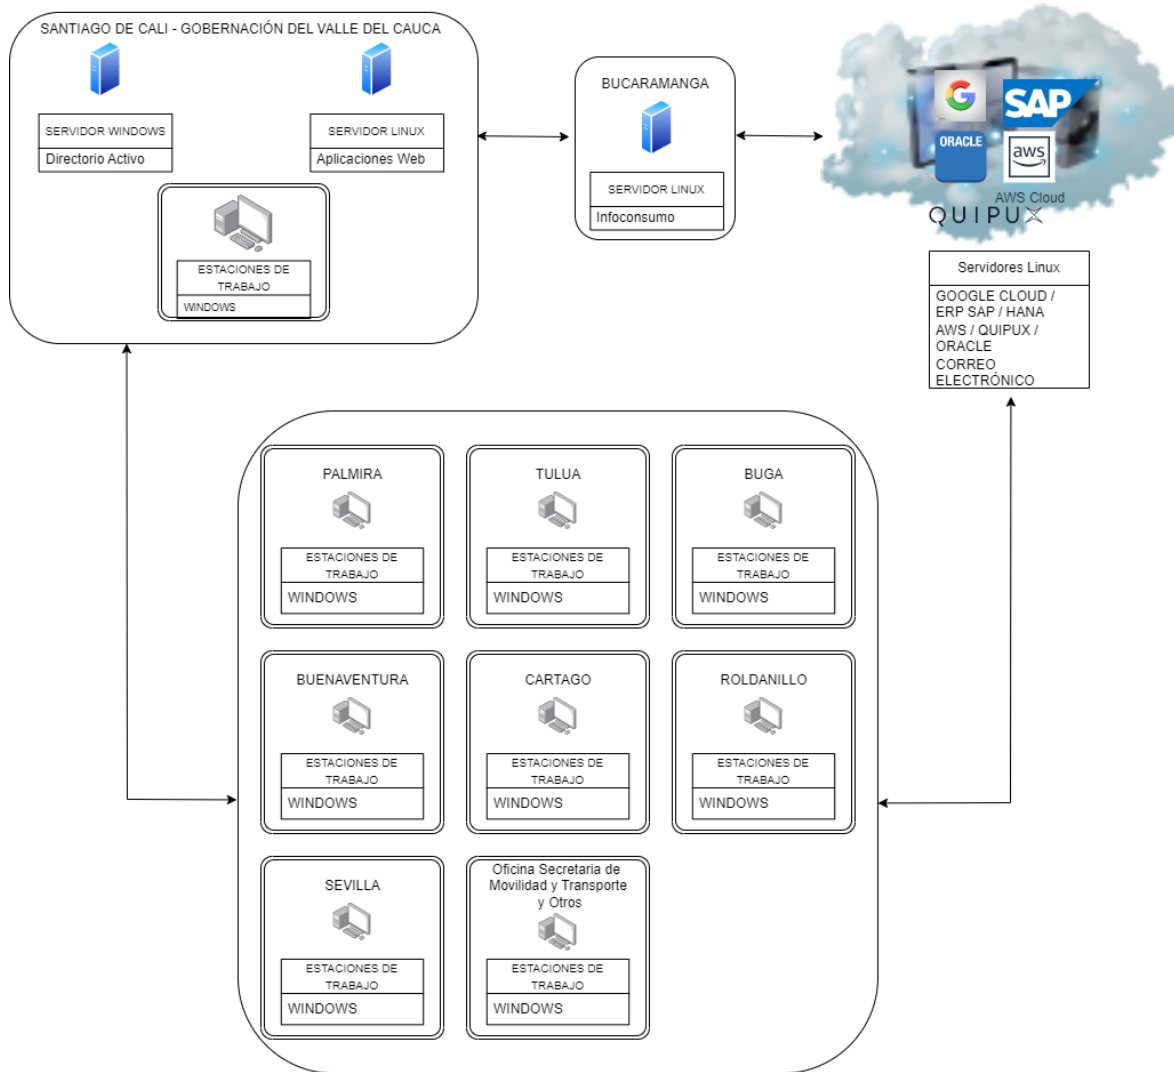 SANTIAGO DE CALI - GOBERNACIÓN DEL VALLE DEL CAUCA
SERVIDOR WINDOWS
Directorio Activo
SERVIDOR LINUX
Aplicaciones Web
ESTACIONES DE
TRABAJO
WINDOWS
BUCARAMANGA
SERVIDOR LINUX
Infoconsumo
G
SAP
ORACLE
aws
AWS Cloud
QUIPUX
Servidores Linux
GOOGLE CLOUD /
ERP SAP / HANA
AWS / QUIPUX /
ORACLE
CORREO
ELECTRÓNICO
PALMIRA
ESTACIONES DE
TRABAJO
WINDOWS
TULUA
ESTACIONES DE
TRABAJO
WINDOWS
BUGA
ESTACIONES DE
TRABAJO
WINDOWS
BUENAVENTURA
ESTACIONES DE
TRABAJO
WINDOWS
CARTAGO
ESTACIONES DE
TRABAJO
WINDOWS
ROLDANILLO
ESTACIONES DE
TRABAJO
WINDOWS
SEVILLA
ESTACIONES DE
TRABAJO
WINDOWS
Oficina Secretaria de
Movilidad y Transporte
y Otros
ESTACIONES DE
TRABAJO
WINDOWS